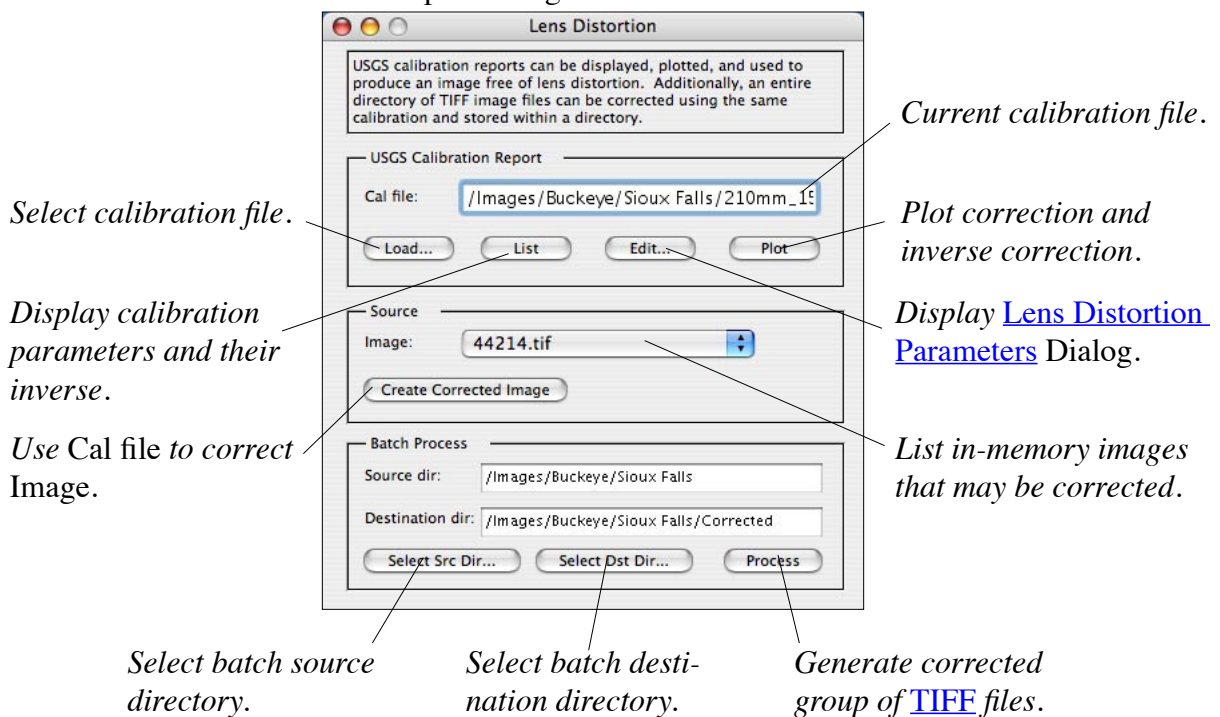 Lens Distortion
USGS calibration reports can be displayed, plotted, and used to
produce an image free of lens distortion.  Additionally, an entire
directory of TIFF image files can be corrected using the same
calibration and stored within a directory.
Current calibration file.
USGS Calibration Report
Cal file: /Images/Buckeye/Sioux Falls/210mm_15
Select calibration file.
Plot correction and
inverse correction.
Load... List Edit... Plot
Display calibration
parameters and their
inverse.
Source
Image: 44214.tif
Display Lens Distortion
Parameters Dialog.
Create Corrected Image
Use Cal file to correct
Image.
Batch Process
List in-memory images
that may be corrected.
Source dir: /Images/Buckeye/Sioux Falls
Destination dir: /Images/Buckeye/Sioux Falls/Corrected
Select Src Dir... Select Dst Dir... Process
Select batch source
directory.
Select batch desti-
nation directory.
Generate corrected
group of TIFF files.